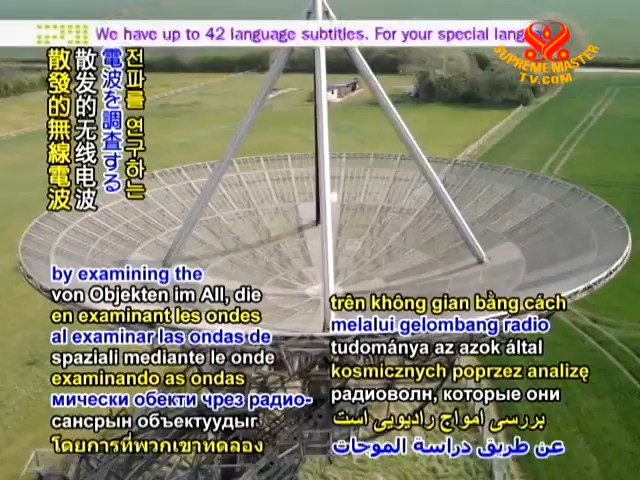 We have up to 42 language subtitles. For your special lang
SUPREME MASTER
TV.COM
전파를 연구하는
電波を調査する
散发的无线电波
散發的無線電波
by examining the
von Objekten im All, die
en examinant les ondes
al examinar las ondas de
spaziali mediante le onde
examinando as ondas
мически обекти чрез радио-
сансрын объектуудыг
โดยการที่พวกเขาทดลอง
trên không gian bằng cách
melalui gelombang radio
tudománya az azok által
kosmicznych poprzez analizę
радиоволн, которые они
بررسی امواج رادیویی است
عن طريق دراسة الموجات